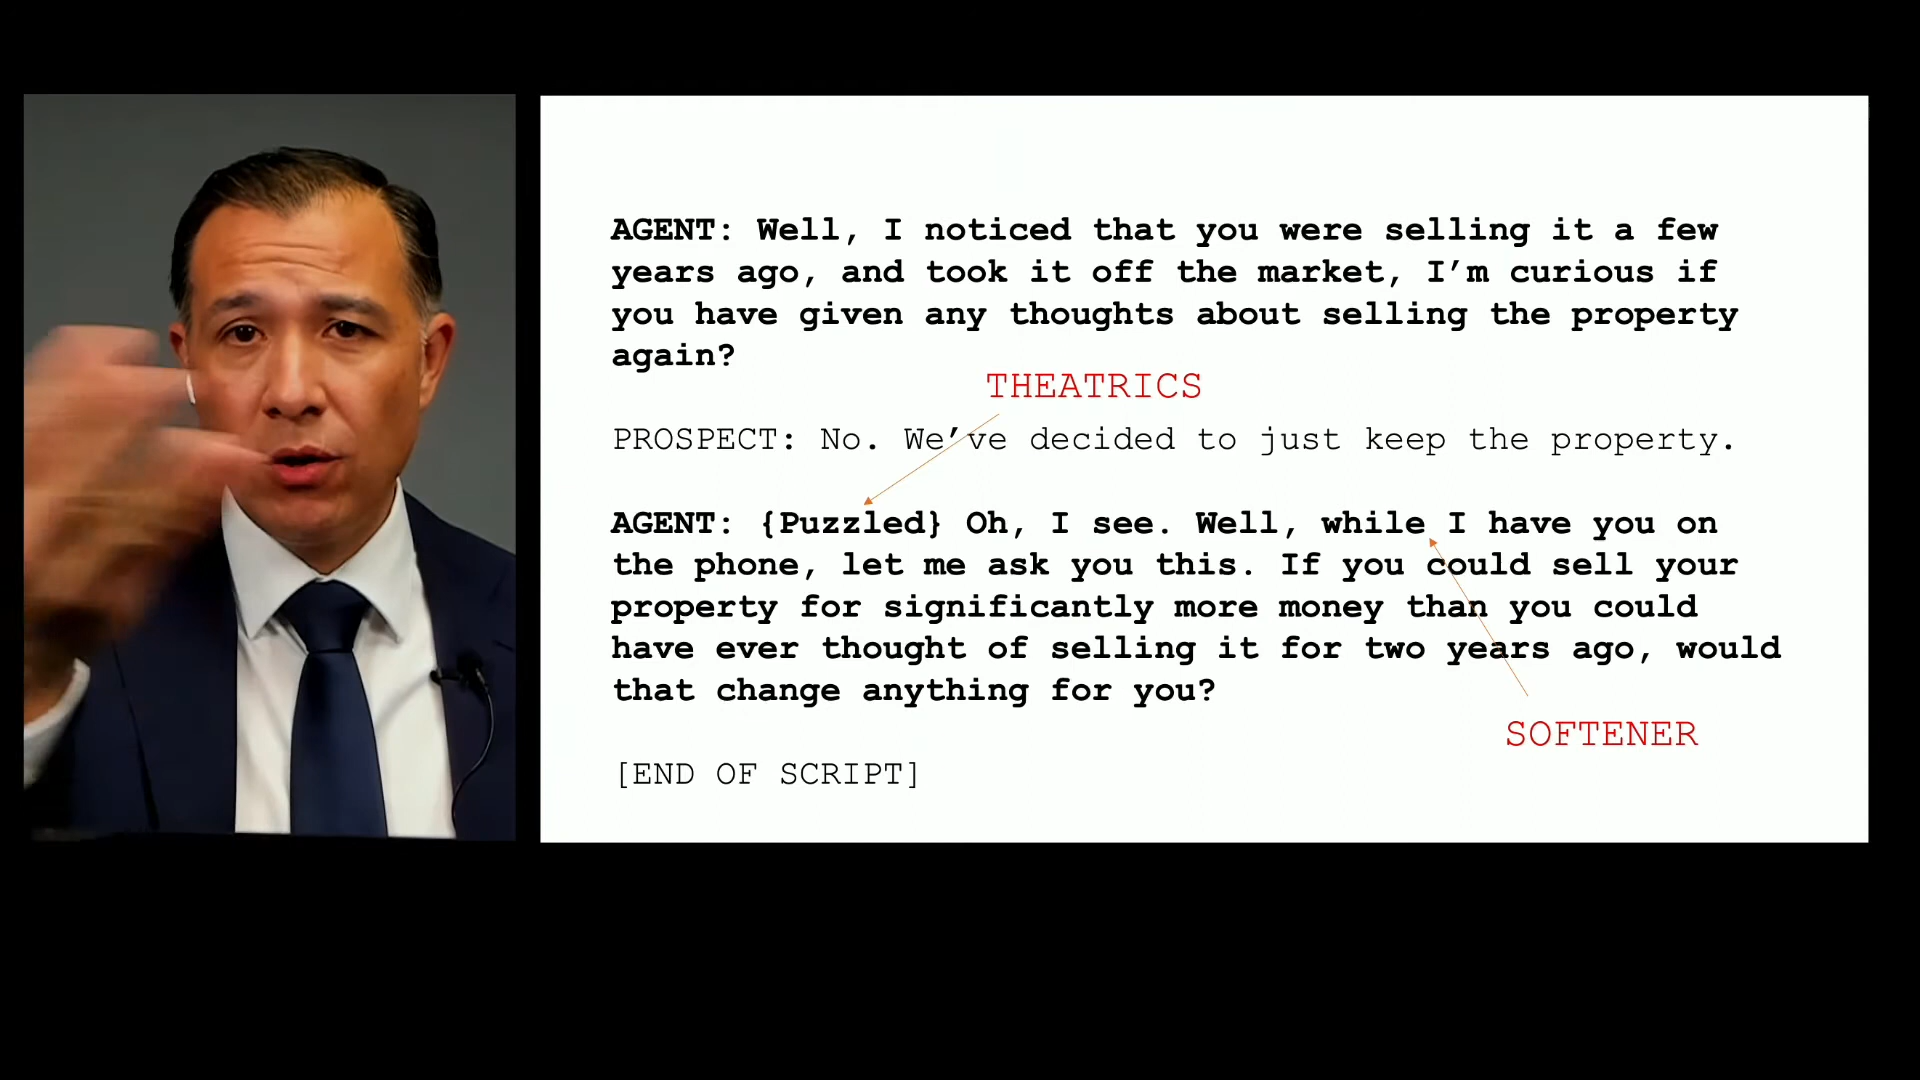 AGENT: Well, I noticed that you were selling it a few
years ago, and took it off the market, I’m curious if
you have given any thoughts about selling the property
again?
THEATRICS
PROSPECT: No. We’ve decided to just keep the property.
AGENT: {Puzzled} Oh, I see. Well, while I have you on
the phone, let me ask you this. If you could sell your
property for significantly more money than you could
have ever thought of selling it for two years ago, would
that change anything for you?
SOFTENER
[END OF SCRIPT]